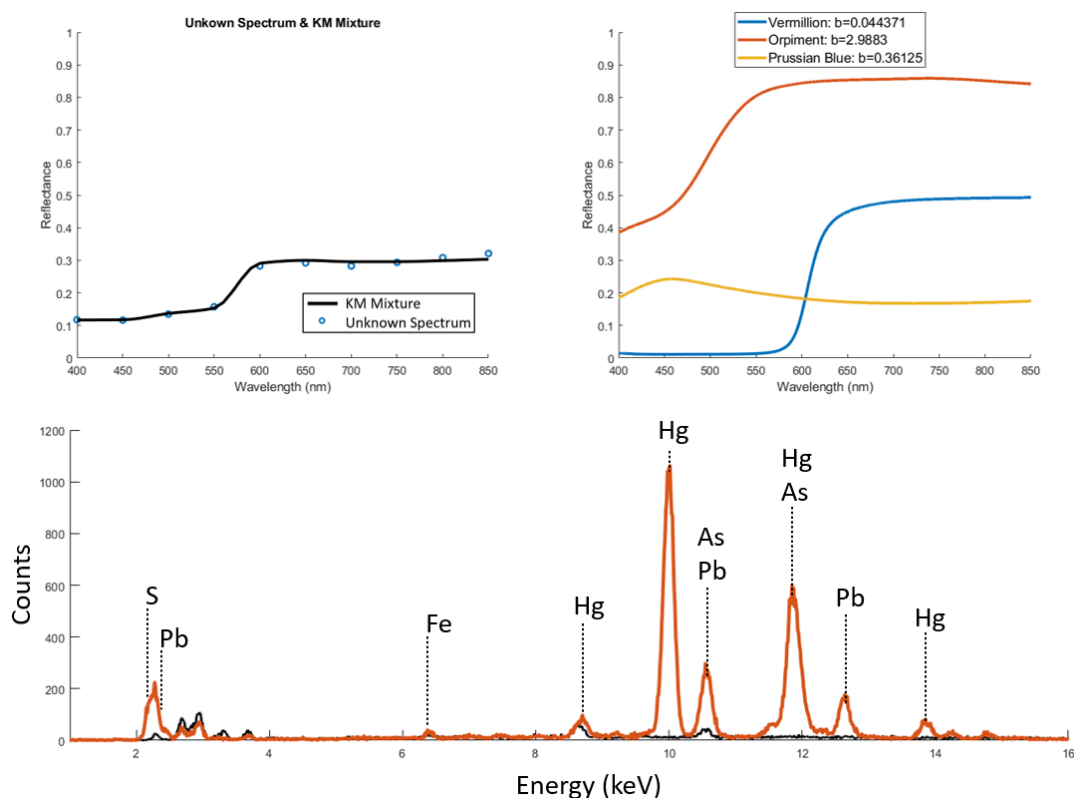 Unkown Spectrum & KM Mixture
1
0.9
0.8
0.7
0.6
0.5
0.4
0.3
0.2
0.1
0
Reflectance
400 450 500 550 600 650 700 750 800 850
Wavelength (nm)
KM Mixture
Unknown Spectrum
Vermillion: b=0.044371
Orpiment: b=2.9883
Prussian Blue: b=0.36125
1
0.9
0.8
0.7
0.6
0.5
0.4
0.3
0.2
0.1
0
Reflectance
400 450 500 550 600 650 700 750 800 850
Wavelength (nm)
1200
1000
800
600
400
200
0
Counts
S
Pb
Fe
Hg
Hg
As
Pb
Hg
As
Pb
Hg
2 4 6 8 10 12 14 16
Energy (keV)